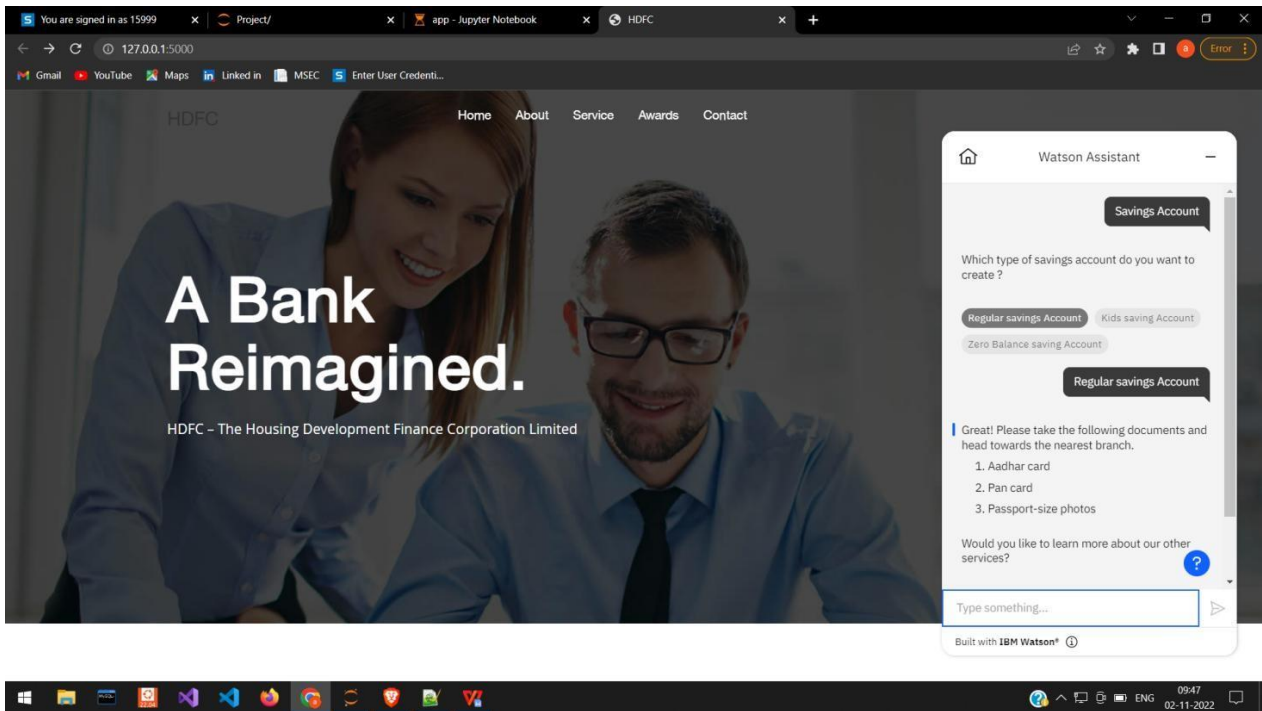 You are signed in as 15999
Project/
app - Jupyter Notebook
HDFC
127.0.0.1:5000
Error
Gmail
YouTube
Maps
Linked in
MSEC
Enter User Credenti...
HDFC
Home
About
Service
Awards
Contact
A Bank
Reimagined.
HDFC – The Housing Development Finance Corporation Limited
Watson Assistant
Savings Account
Which type of savings account do you want to
create ?
Regular savings Account
Kids saving Account
Zero Balance saving Account
Regular savings Account
Great! Please take the following documents and
head towards the nearest branch.
1. Aadhar card
2. Pan card
3. Passport-size photos
Would you like to learn more about our other
services?
?
Type something...
Built with IBM Watson®
ENG
09:47
02-11-2022